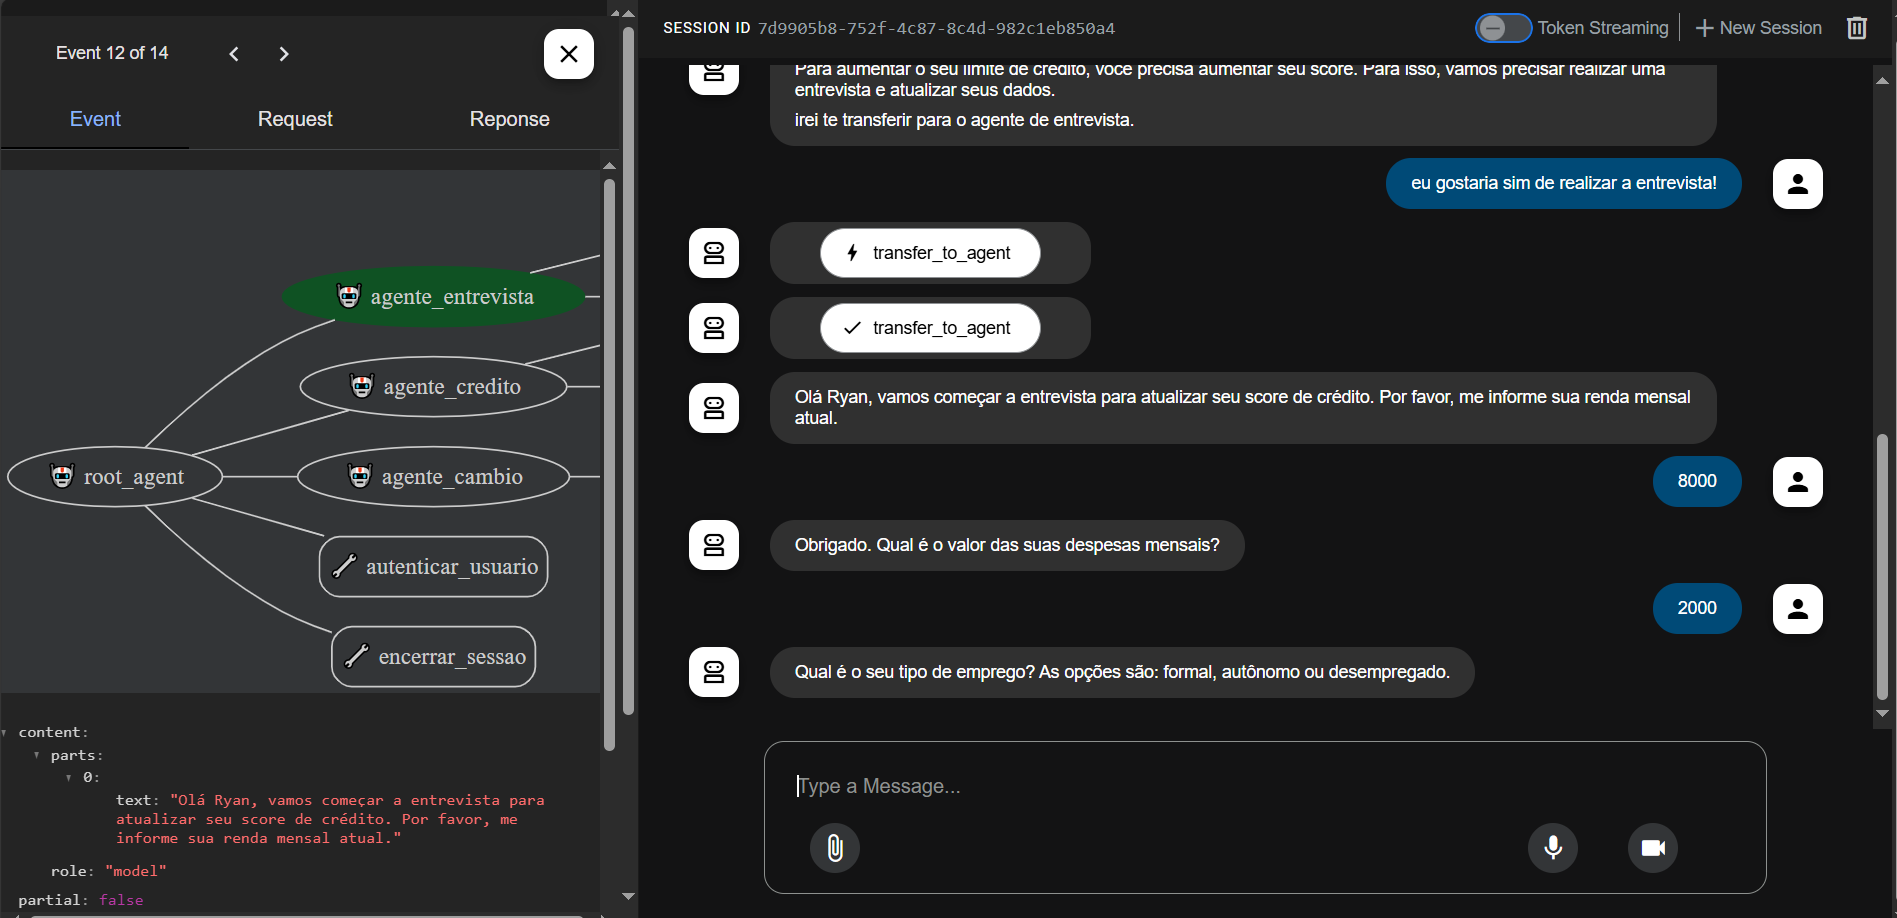 Event 12 of 14
Event
Request
Reponse
agente_entrevista
agente_credito
root_agent
agente_cambio
autenticar_usuario
encerrar_sessao
content:
parts:
0:
text: "Olá Ryan, vamos começar a entrevista para
atualizar seu score de crédito. Por favor, me
informe sua renda mensal atual."
role: "model"
partial: false
SESSION ID 7d9905b8-752f-4c87-8c4d-982c1eb850a4
Token Streaming
New Session
Para aumentar o seu limite de crédito, você precisa aumentar seu score. Para isso, vamos precisar realizar uma
entrevista e atualizar seus dados.
irei te transferir para o agente de entrevista.
eu gostaria sim de realizar a entrevista!
transfer_to_agent
transfer_to_agent
Olá Ryan, vamos começar a entrevista para atualizar seu score de crédito. Por favor, me informe sua renda mensal
atual.
8000
Obrigado. Qual é o valor das suas despesas mensais?
2000
Qual é o seu tipo de emprego? As opções são: formal, autônomo ou desempregado.
Type a Message...